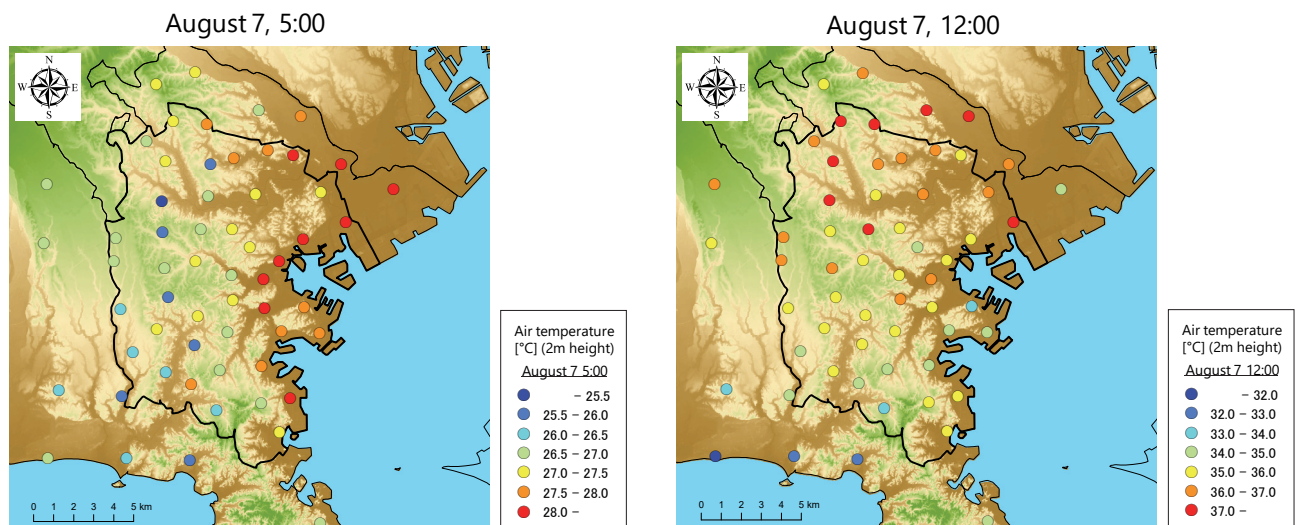 August 7, 5:00
N
W E
S
0 1 2 3 4 5 km
Air temperature
[°C] (2m height)
August 7 5:00
- 25.5
25.5 - 26.0
26.0 - 26.5
26.5 - 27.0
27.0 - 27.5
27.5 - 28.0
28.0 -
August 7, 12:00
N
W E
S
0 1 2 3 4 5 km
Air temperature
[°C] (2m height)
August 7 12:00
- 32.0
32.0 - 33.0
33.0 - 34.0
34.0 - 35.0
35.0 - 36.0
36.0 - 37.0
37.0 -